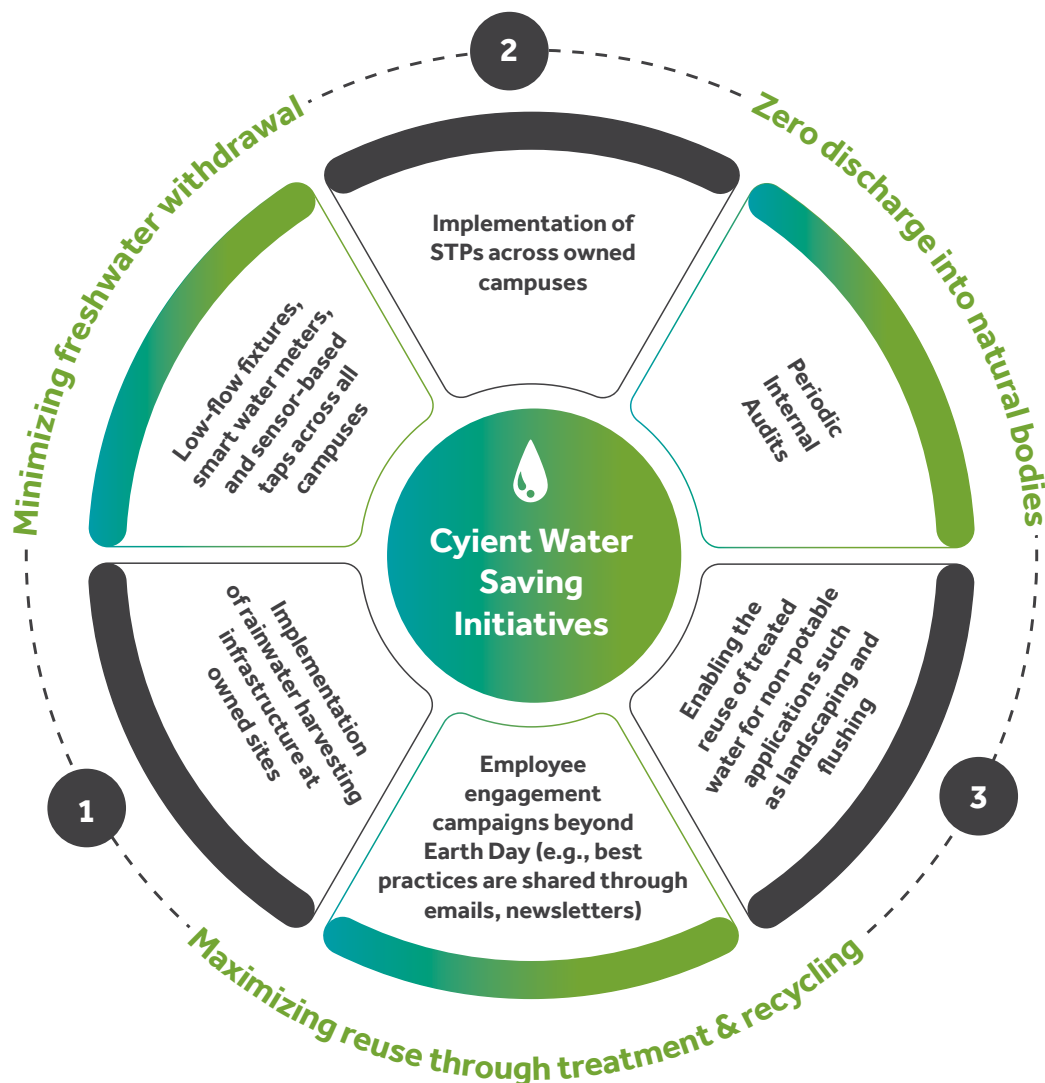 2
Minimizing freshwater withdrawal
Zero discharge into natural bodies
Implementation of
STPs across owned
campuses
Low-flow fixtures,
smart water meters,
and sensor-based
taps across all
campuses
Periodic
Internal
Audits
Cyient Water
Saving
Initiatives
Implementation
of rainwater harvesting
infrastructure at
owned sites
Enabling the
reuse of treated
water for non-potable
applications such
as landscaping and
flushing
Employee
engagement
campaigns beyond
Earth Day (e.g., best
practices are shared through
emails, newsletters)
1
3
Maximizing reuse through treatment & recycling